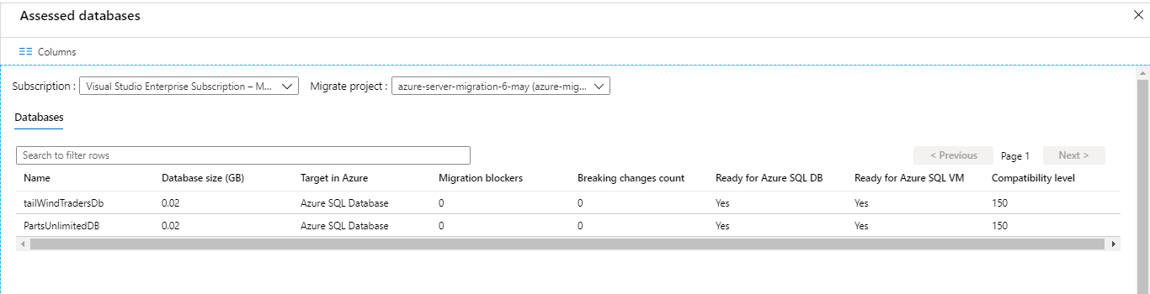 Assessed databases
Columns
Subscription : Visual Studio Enterprise Subscription – M... Migrate project : azure-server-migration-6-may (azure-mig...
Databases
Search to filter rows < Previous Page 1 Next >
Name Database size (GB) Target in Azure Migration blockers Breaking changes count Ready for Azure SQL DB Ready for Azure SQL VM Compatibility level
tailWindTradersDb 0.02 Azure SQL Database 0 0 Yes Yes 150
PartsUnlimitedDB 0.02 Azure SQL Database 0 0 Yes Yes 150